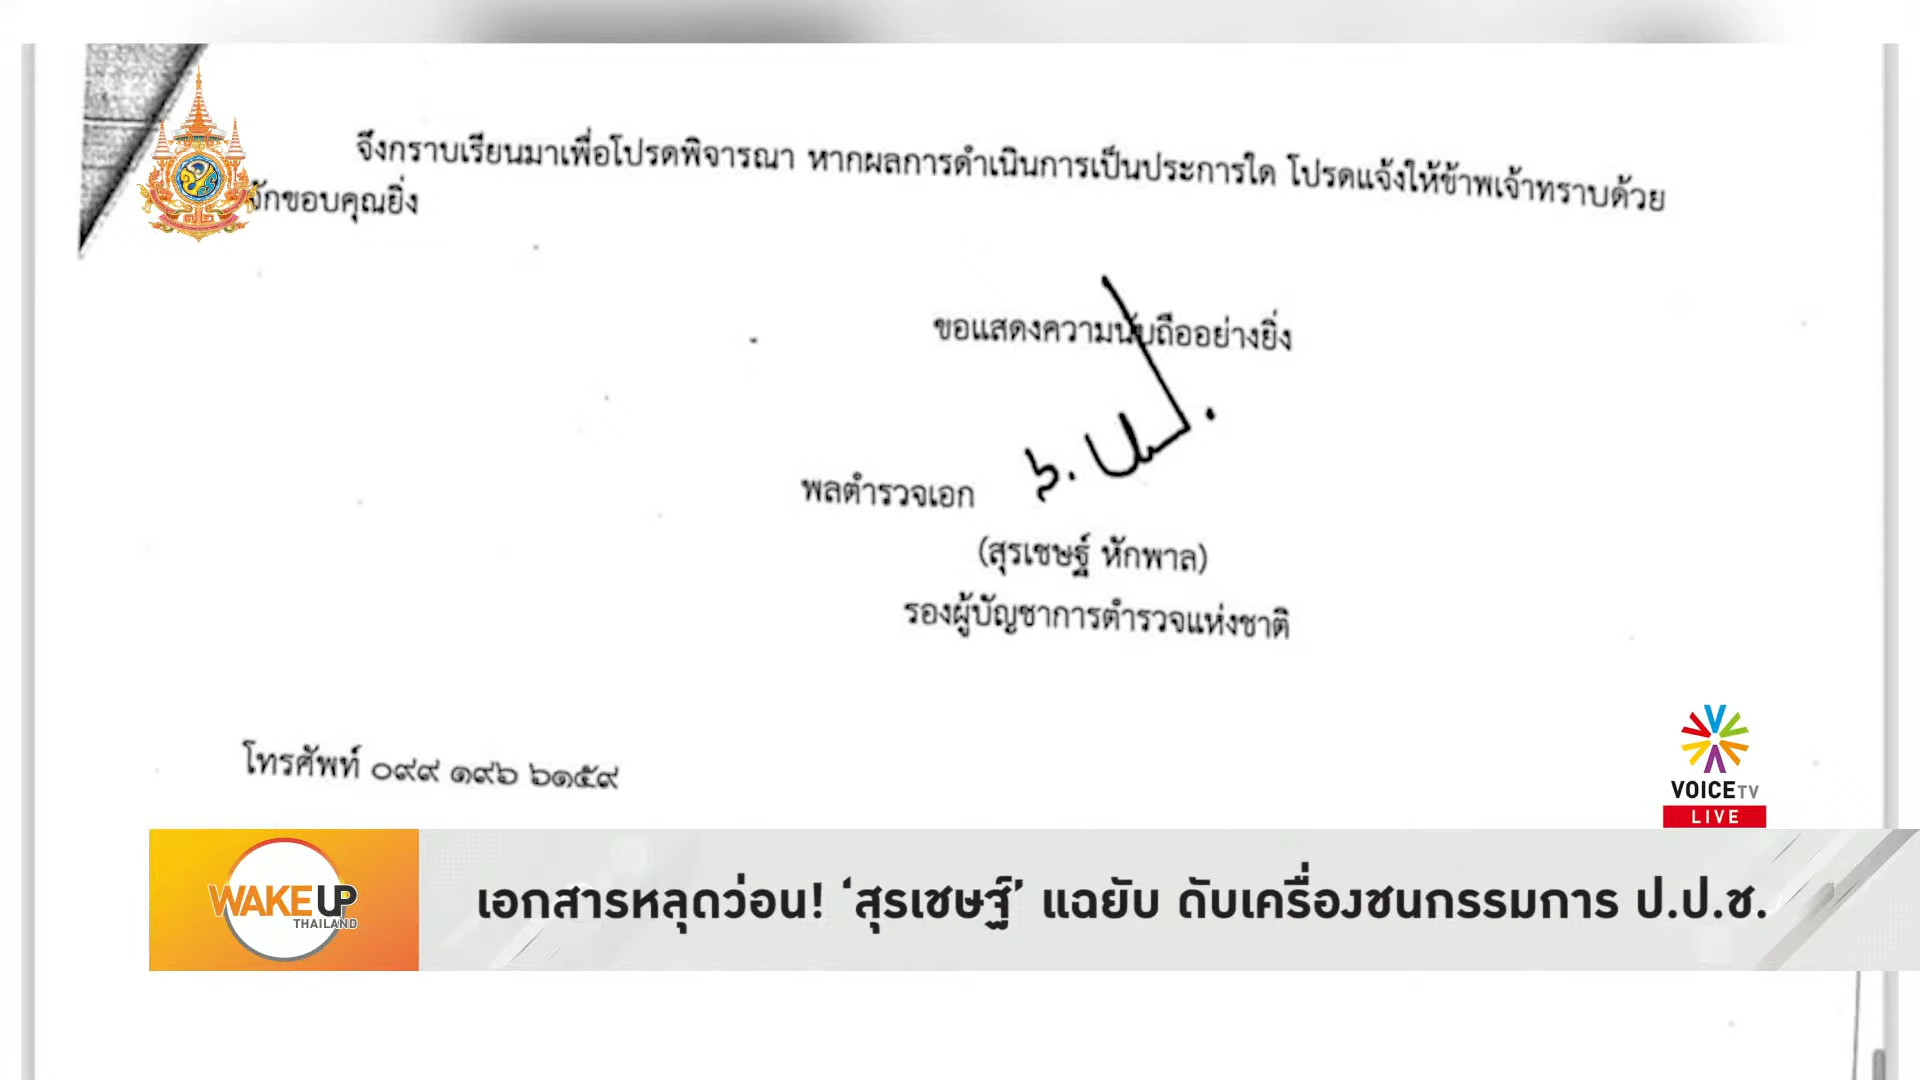 จึงกราบเรียนมาเพื่อโปรดพิจารณา หากผลการดำเนินการเป็นประการใด โปรดแจ้งให้ข้าพเจ้าทราบด้วย
จักขอบคุณยิ่ง
ขอแสดงความนับถืออย่างยิ่ง
พลตำรวจเอก
(สุรเชษฐ์ หักพาล)
รองผู้บัญชาการตำรวจแห่งชาติ
โทรศัพท์ ๐๙๙ ๑๙๖ ๖๑๕๙
VOICE TV
LIVE
WAKE UP
THAILAND
เอกสารหลุดว่อน! ‘สุรเชษฐ์’ แฉยับ ดับเครื่องชนกรรมการ ป.ป.ช.